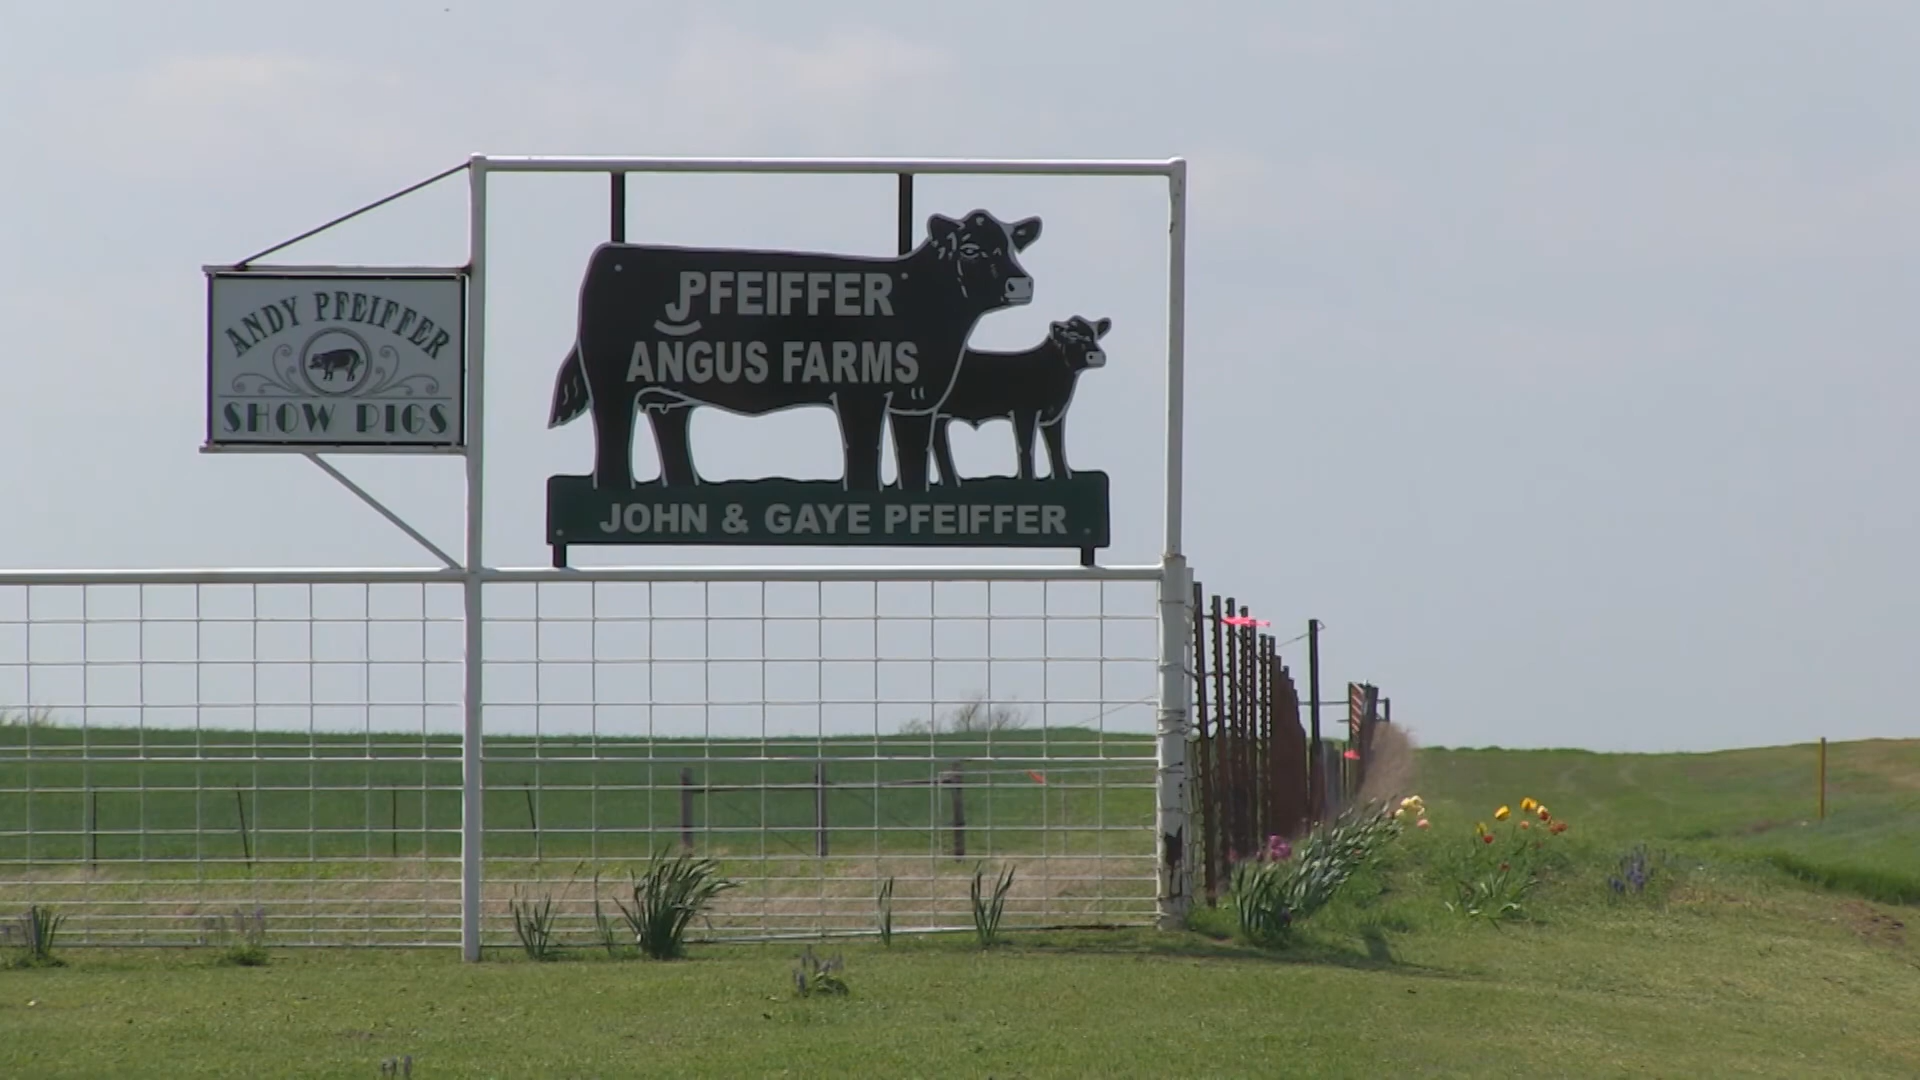 ANDY PFEIFFER
SHOW PIGS
PFEIFFER
ANGUS FARMS
JOHN & GAYE PFEIFFER